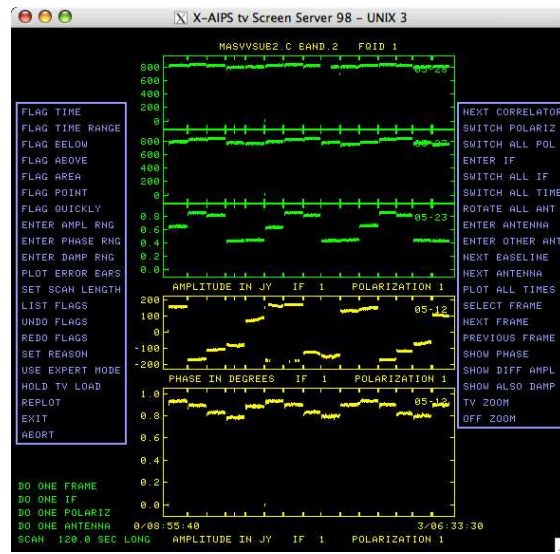 X-AIPS tv Screen Server 98 - UNIX 3
MASVVSUB2.C BAND.2 FQID 1
800
600
400
200
0
05-28
800
600
400
200
0
05-27
0.8
0.6
0.4
0.2
0.0
05-23
AMPLITUDE IN JY IF 1 POLARIZATION 1
200
100
0
-100
-200
05-12
PHASE IN DEGREES IF 1 POLARIZATION 1
1.0
0.8
0.6
0.4
0.2
0.0
05-12
0/08:55:40 3/06:33:30
AMPLITUDE IN JY IF 1 POLARIZATION 1
FLAG TIME
FLAG TIME RANGE
FLAG BELOW
FLAG ABOVE
FLAG AREA
FLAG POINT
FLAG QUICKLY
ENTER AMPL RNG
ENTER PHASE RNG
ENTER DAMP RNG
PLOT ERROR BARS
SET SCAN LENGTH
LIST FLAGS
UNDO FLAGS
REDO FLAGS
SET REASON
USE EXPERT MODE
HOLD TV LOAD
REPLOT
EXIT
ABORT
DO ONE FRAME
DO ONE IF
DO ONE POLARIZ
DO ONE ANTENNA
SCAN 120.0 SEC LONG
NEXT CORRELATOR
SWITCH POLARIZ
SWITCH ALL POL
ENTER IF
SWITCH ALL IF
SWITCH ALL TIME
ROTATE ALL ANT
ENTER ANTENNA
ENTER OTHER ANT
NEXT BASELINE
NEXT ANTENNA
PLOT ALL TIMES
SELECT FRAME
NEXT FRAME
PREVIOUS FRAME
SHOW PHASE
SHOW DIFF AMPL
SHOW ALSO DAMP
TV ZOOM
OFF ZOOM